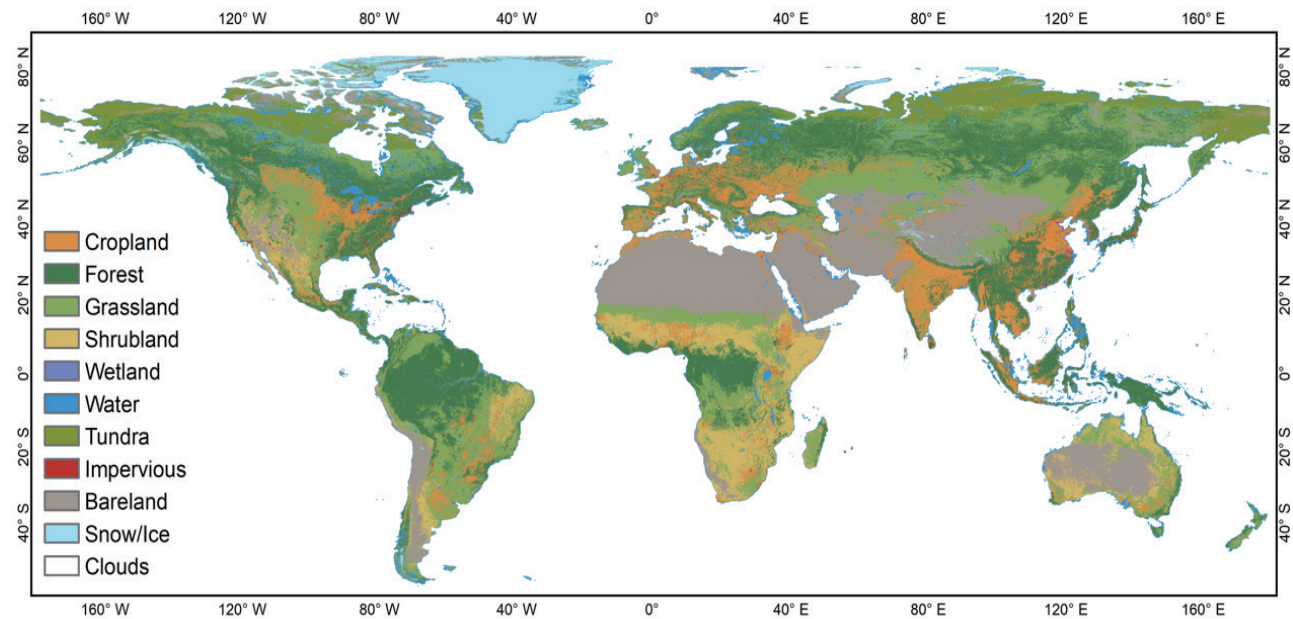 160° W 120° W 80° W 40° W 0° 40° E 80° E 120° E 160° E
80° N 80° N
60° N 60° N
40° N 40° N
20° N 20° N
0° 0°
20° S 20° S
40° S 40° S
Cropland
Forest
Grassland
Shrubland
Wetland
Water
Tundra
Impervious
Bareland
Snow/Ice
Clouds
160° W 120° W 80° W 40° W 0° 40° E 80° E 120° E 160° E